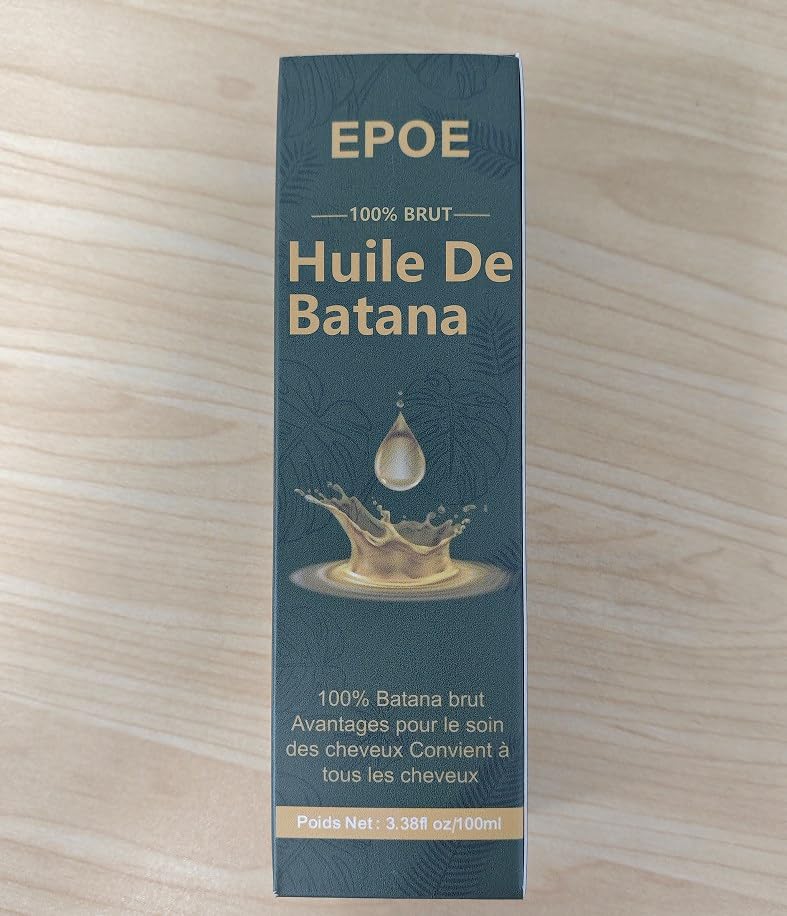 EPOE
100% BRUT
Huile De
Batana
100% Batana brut
Avantages pour le soin
des cheveux Convient à
tous les cheveux
Poids Net : 3.38fl oz/100ml